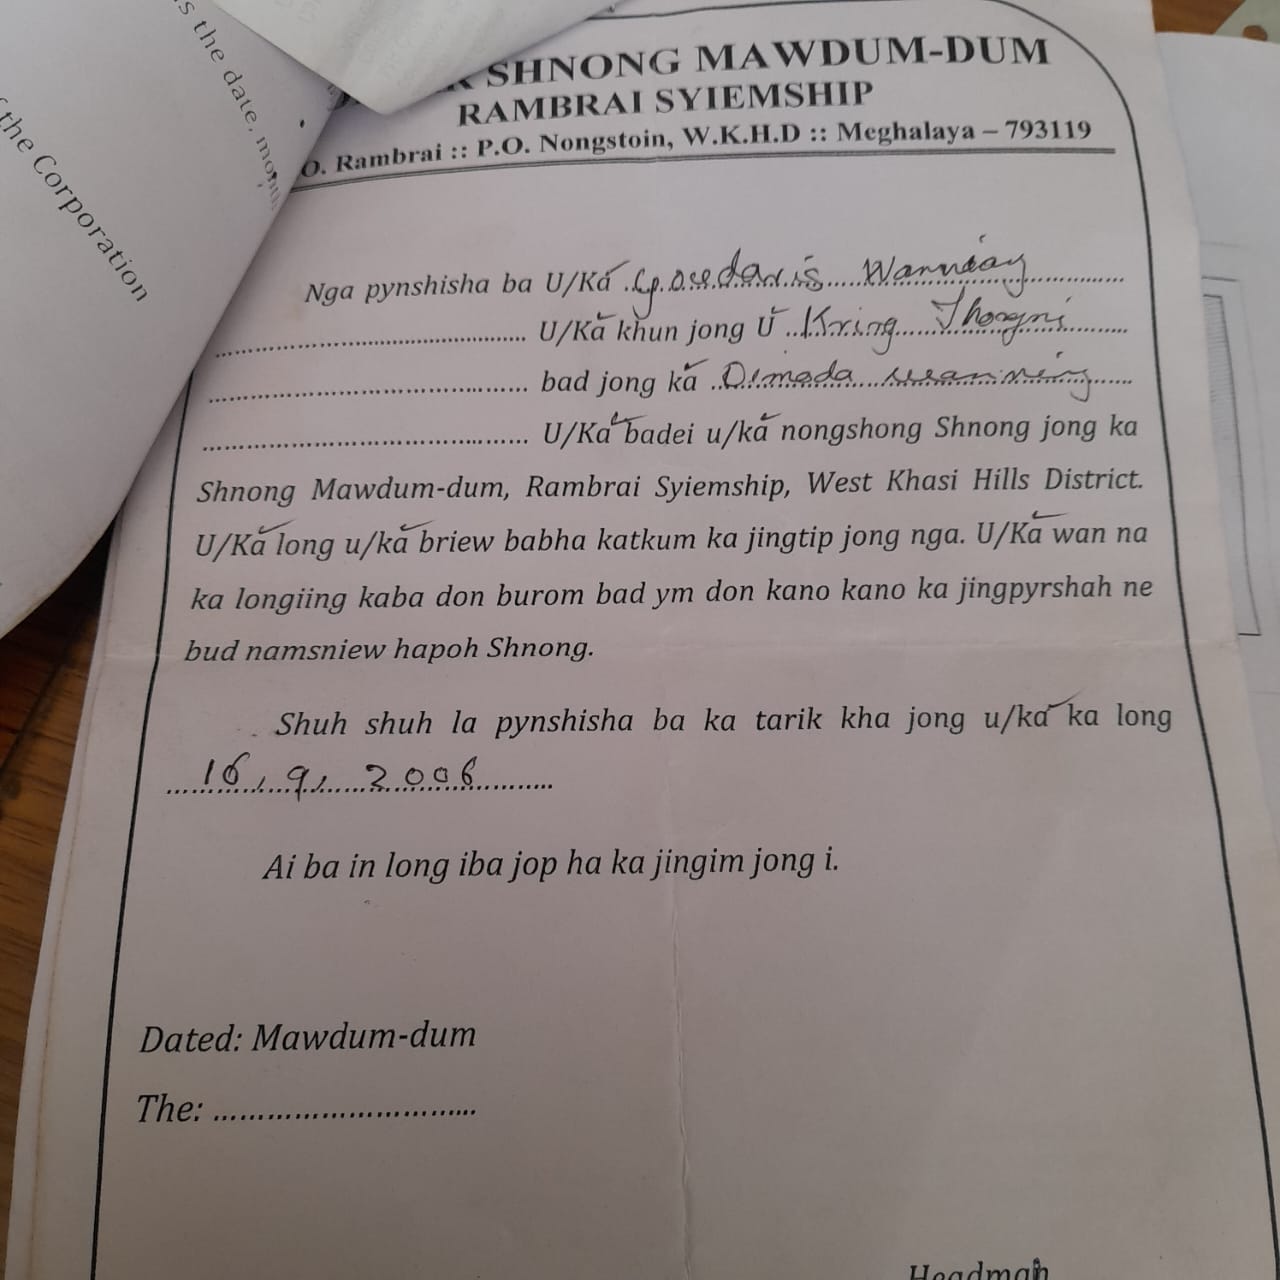 s the date, mon
the Corporation
SHNONG MAWDUM-DUM
RAMBRAI SYIEMSHIP
O. Rambrai :: P.O. Nongstoin, W.K.H.D :: Meghalaya – 793119
Nga pynshisha ba U/Ka
U/Ka khun jong U Kring Thongni
bad jong ka
U/Ka badei u/ka nongshong Shnong jong ka
Shnong Mawdum-dum, Rambrai Syiemship, West Khasi Hills District.
U/Ka long u/ka briew babha katkum ka jingtip jong nga. U/Ka wan na
ka longiing kaba don burom bad ym don kano kano ka jingpyrshah ne
bud namsniew hapoh Shnong.
Shuh shuh la pynshisha ba ka tarik kha jong u/ka ka long
16, 9, 2006
Ai ba in long iba jop ha ka jingim jong i.
Dated: Mawdum-dum
The:
Headman